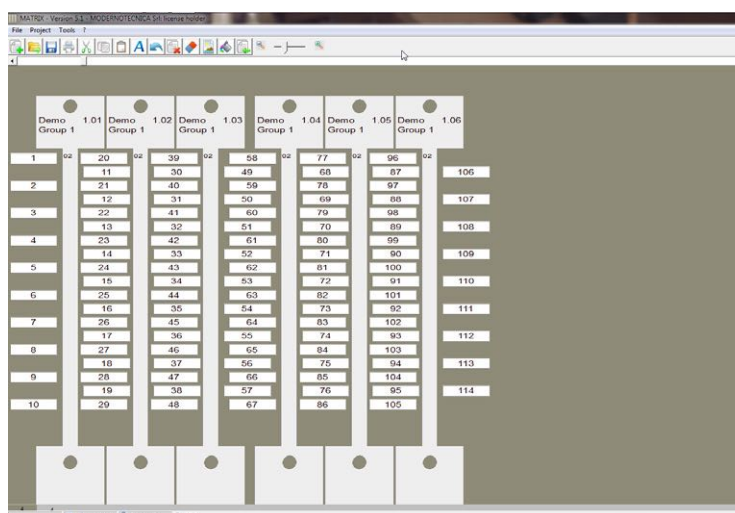 MATRIX - Version 5.1 - MODERNOTECNICA Srl: license holder
File Project Tools ?
Demo 1.01 Demo 1.02 Demo 1.03 Demo 1.04 Demo 1.05 Demo 1.06
Group 1 Group 1 Group 1 Group 1 Group 1 Group 1
1 02 20 02 39 02 58 02 77 02 96 02
11 30 49 68 87 106
2 21 40 59 78 97
12 31 50 69 88 107
3 22 41 60 79 98
13 32 51 70 89 108
4 23 42 61 80 99
14 33 52 71 90 109
5 24 43 62 81 100
15 34 53 72 91 110
6 25 44 63 82 101
16 35 54 73 92 111
7 26 45 64 83 102
17 36 55 74 93 112
8 27 46 65 84 103
18 37 56 75 94 113
9 28 47 66 85 104
19 38 57 76 95 114
10 29 48 67 86 105